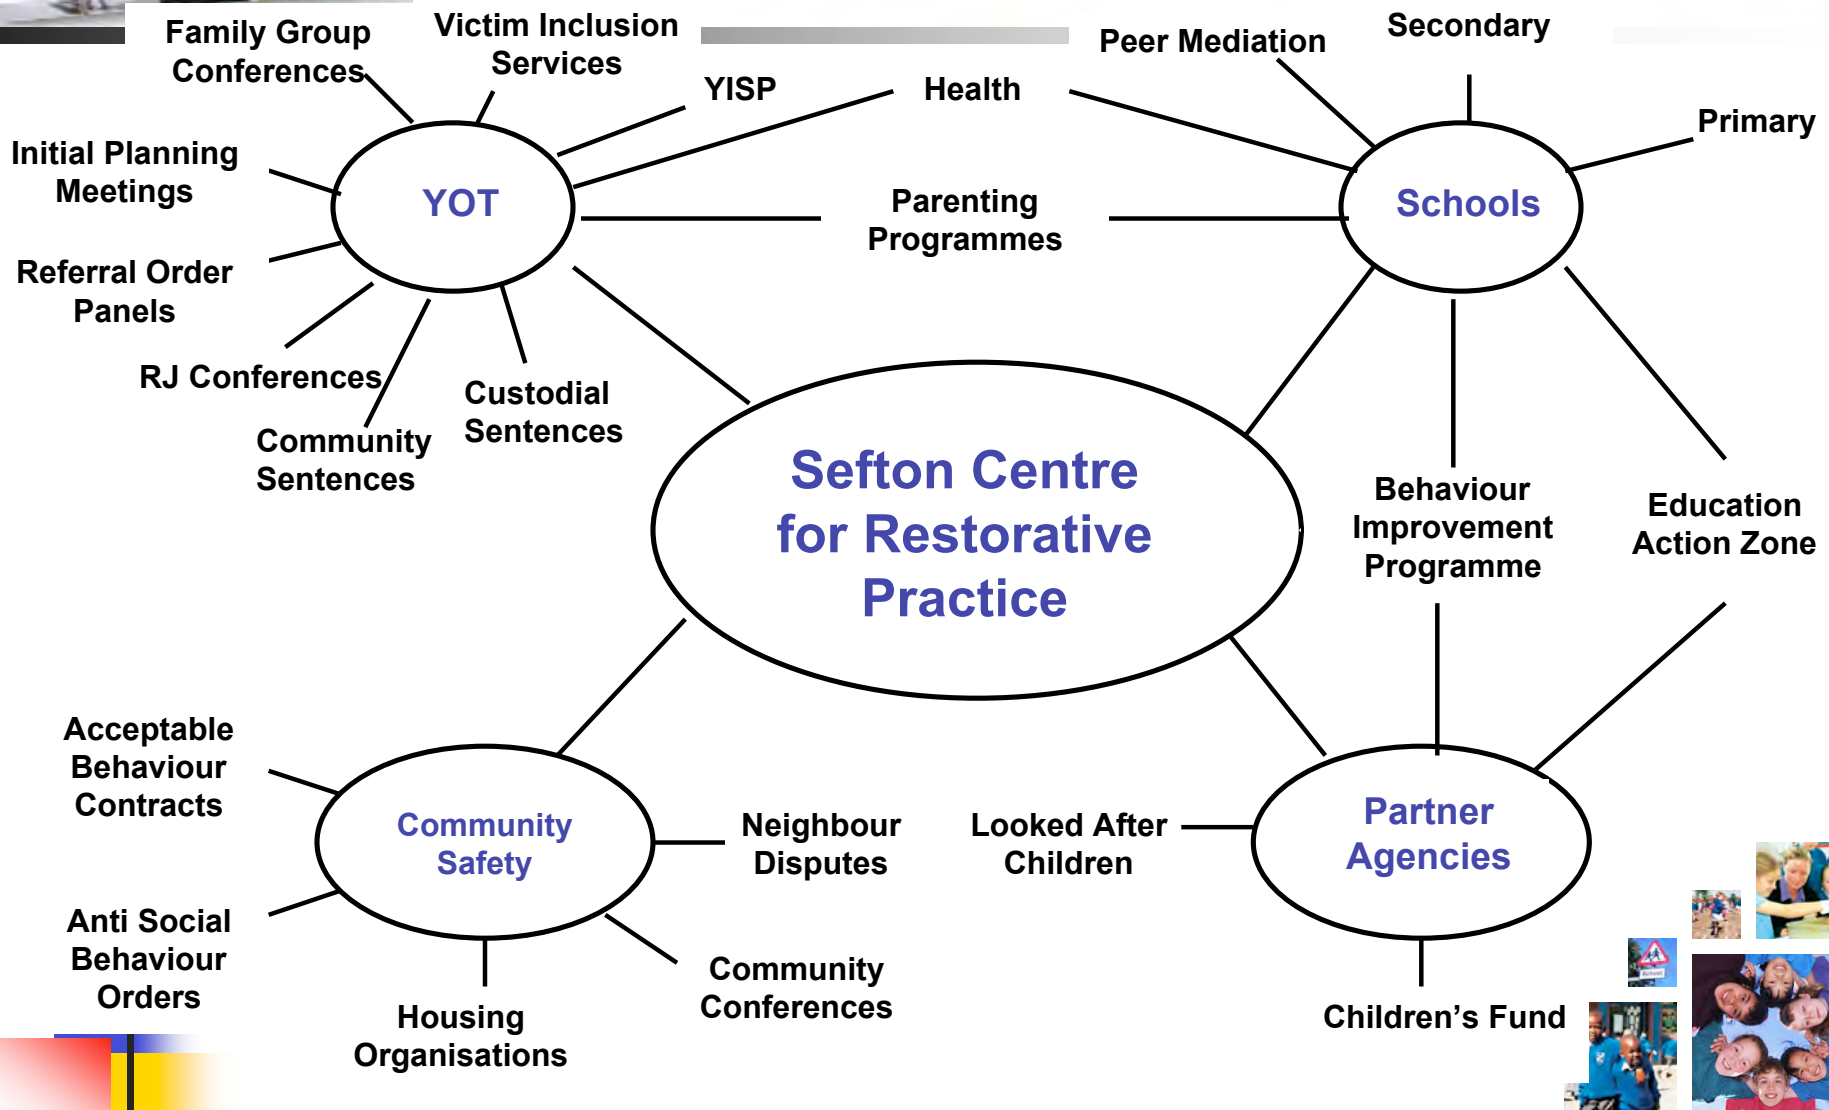 Family Group
Conferences
Victim Inclusion
Services
YISP
Health
Peer Mediation
Secondary
Primary
Initial Planning
Meetings
YOT
Parenting
Programmes
Schools
Referral Order
Panels
RJ Conferences
Custodial
Sentences
Community
Sentences
Sefton Centre
for Restorative
Practice
Behaviour
Improvement
Programme
Education
Action Zone
Acceptable
Behaviour
Contracts
Community
Safety
Neighbour
Disputes
Looked After
Children
Partner
Agencies
Anti Social
Behaviour
Orders
Housing
Organisations
Community
Conferences
Children’s Fund
School